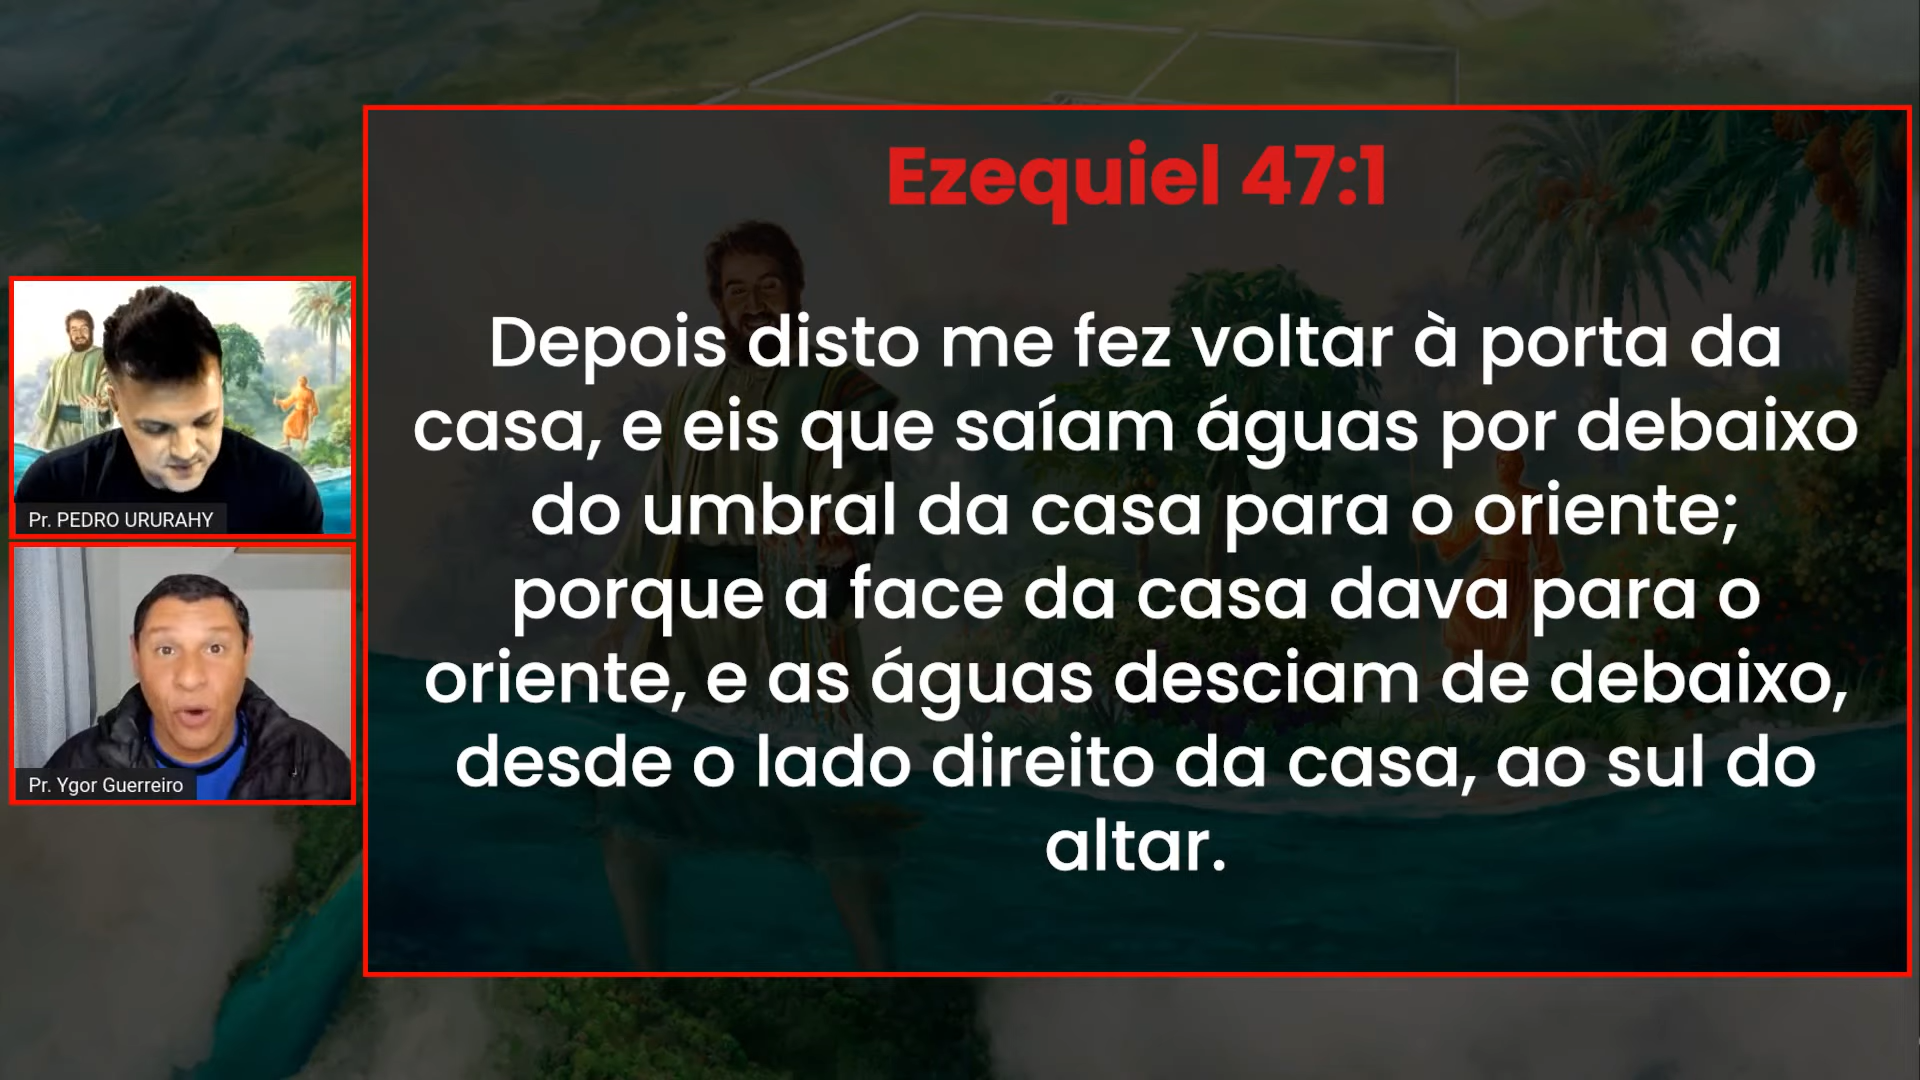 Ezequiel 47:1
Depois disto me fez voltar à porta da
casa, e eis que saíam águas por debaixo
do umbral da casa para o oriente;
porque a face da casa dava para o
oriente, e as águas desciam de debaixo,
desde o lado direito da casa, ao sul do
altar.
Pr. PEDRO URURAHY
Pr. Ygor Guerreiro